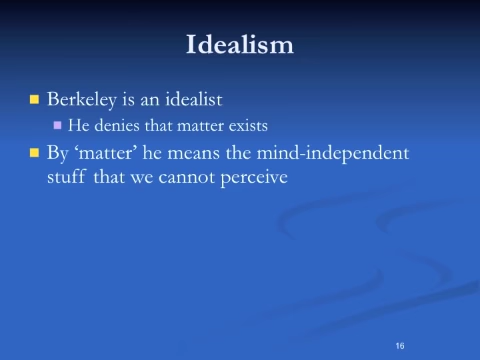 Idealism
Berkeley is an idealist
He denies that matter exists
By ‘matter’ he means the mind-independent
stuff that we cannot perceive
16